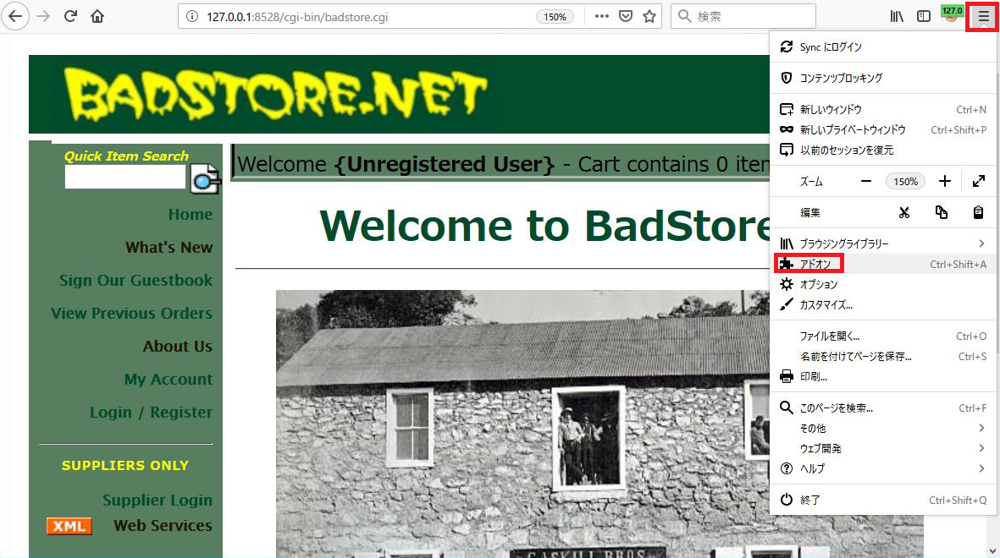 127.0.0.1:8528/cgi-bin/badstore.cgi
150%
検索
127.0
BADSTORE.NET
Quick Item Search
Welcome {Unregistered User} - Cart contains 0 item
Home
What's New
Sign Our Guestbook
View Previous Orders
About Us
My Account
Login / Register
SUPPLIERS ONLY
Supplier Login
XML Web Services
Welcome to BadStore
GASKILL BROS
Sync にログイン
コンテンツブロッキング
新しいウィンドウ Ctrl+N
新しいプライベートウィンドウ Ctrl+Shift+P
以前のセッションを復元
ズーム 150%
編集
ブラウジングライブラリー
アドオン Ctrl+Shift+A
オプション
カスタマイズ...
ファイルを開く... Ctrl+O
名前を付けてページを保存... Ctrl+S
印刷...
このページを検索... Ctrl+F
その他
ウェブ開発
ヘルプ
終了 Ctrl+Shift+Q